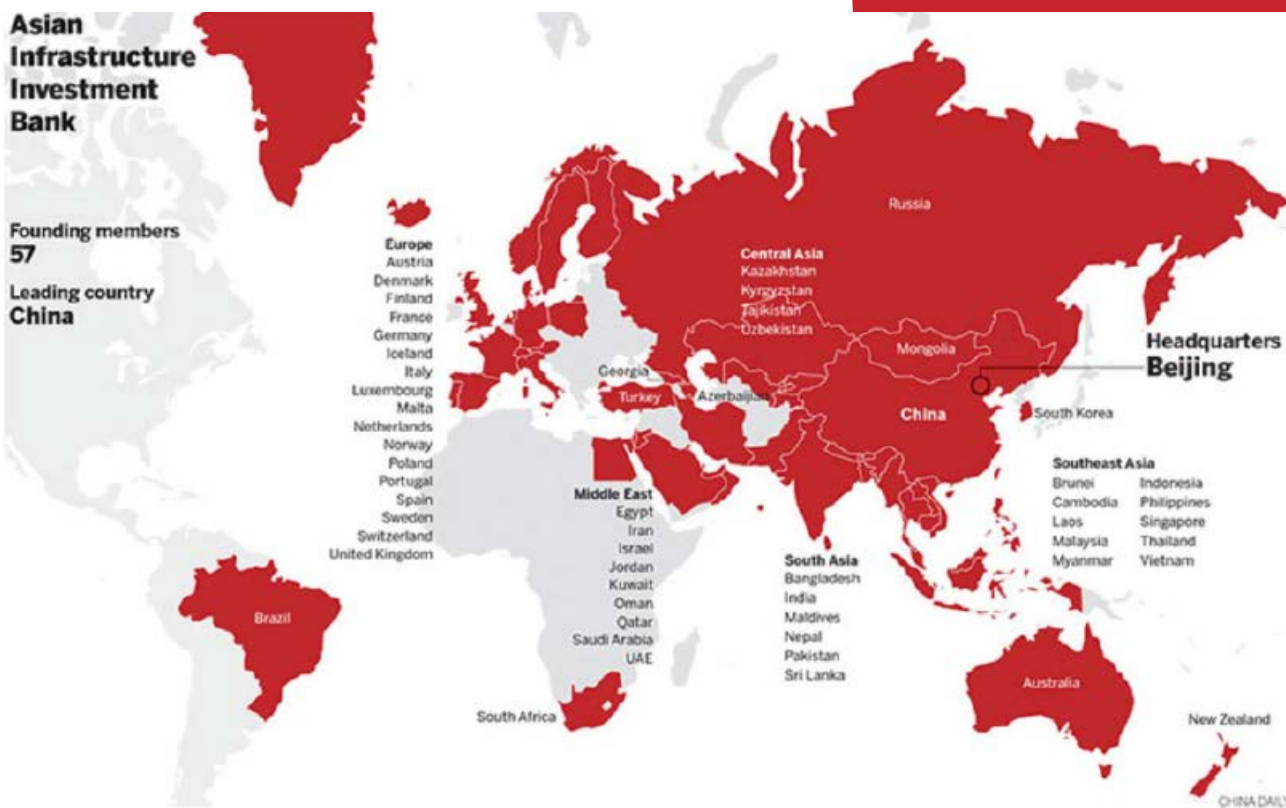 Asian
Infrastructure
Investment
Bank
Founding members
57
Leading country
China
Europe
Austria
Denmark
Finland
France
Germany
Iceland
Italy
Luxembourg
Malta
Netherlands
Norway
Poland
Portugal
Spain
Sweden
Switzerland
United Kingdom
Russia
Central Asia
Kazakhstan
Kyrgyzstan
Tajikistan
Uzbekistan
Mongolia
Georgia
Azerbaijan
Turkey
China
Headquarters
Beijing
South Korea
Middle East
Egypt
Iran
Israel
Jordan
Kuwait
Oman
Qatar
Saudi Arabia
UAE
South Asia
Bangladesh
India
Maldives
Nepal
Pakistan
Sri Lanka
Southeast Asia
Brunei Indonesia
Cambodia Philippines
Laos Singapore
Malaysia Thailand
Myanmar Vietnam
Brazil
South Africa
Australia
New Zealand
CHINA DAILY